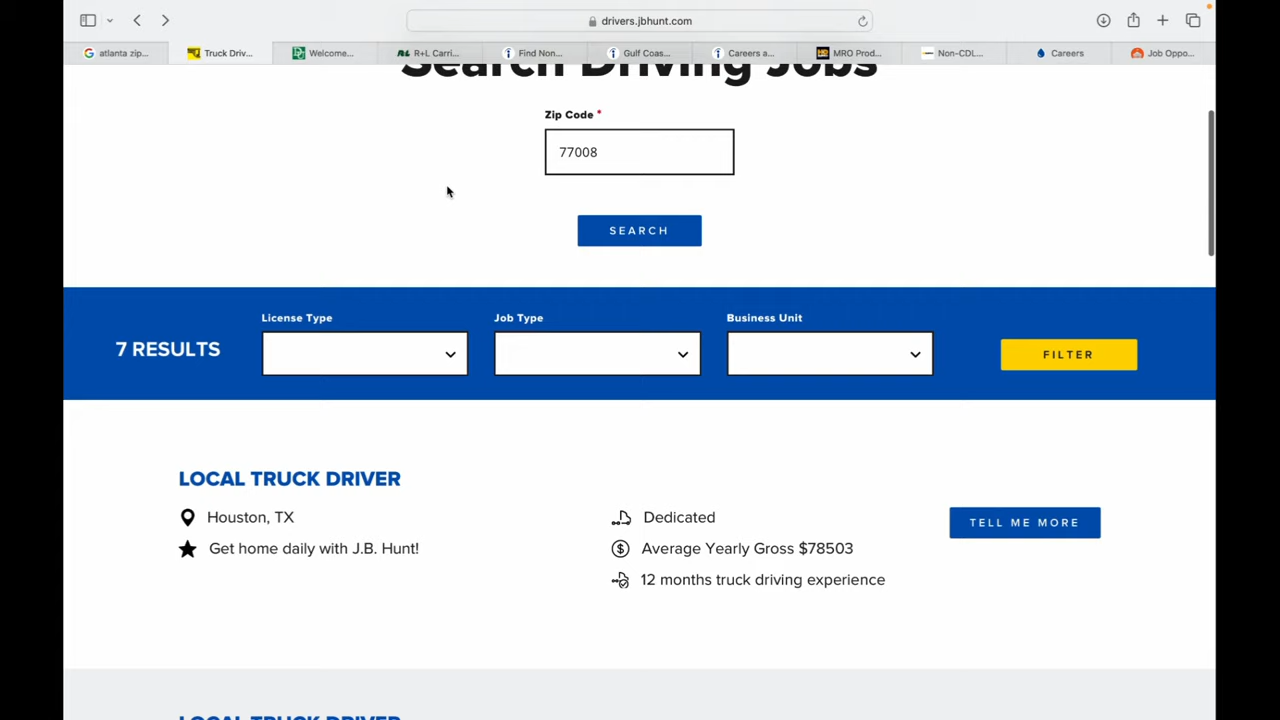 drivers.jbhunt.com
atlanta zip...
Truck Driv...
Welcome...
R+L Carri...
Find Non...
Gulf Coas...
Careers a...
MRO Prod...
Non-CDL...
Careers
Job Oppo...
Search Driving Jobs
Zip Code *
77008
SEARCH
7 RESULTS
License Type
Job Type
Business Unit
FILTER
LOCAL TRUCK DRIVER
Houston, TX
Get home daily with J.B. Hunt!
Dedicated
Average Yearly Gross $78503
12 months truck driving experience
TELL ME MORE
LOCAL TRUCK DRIVER